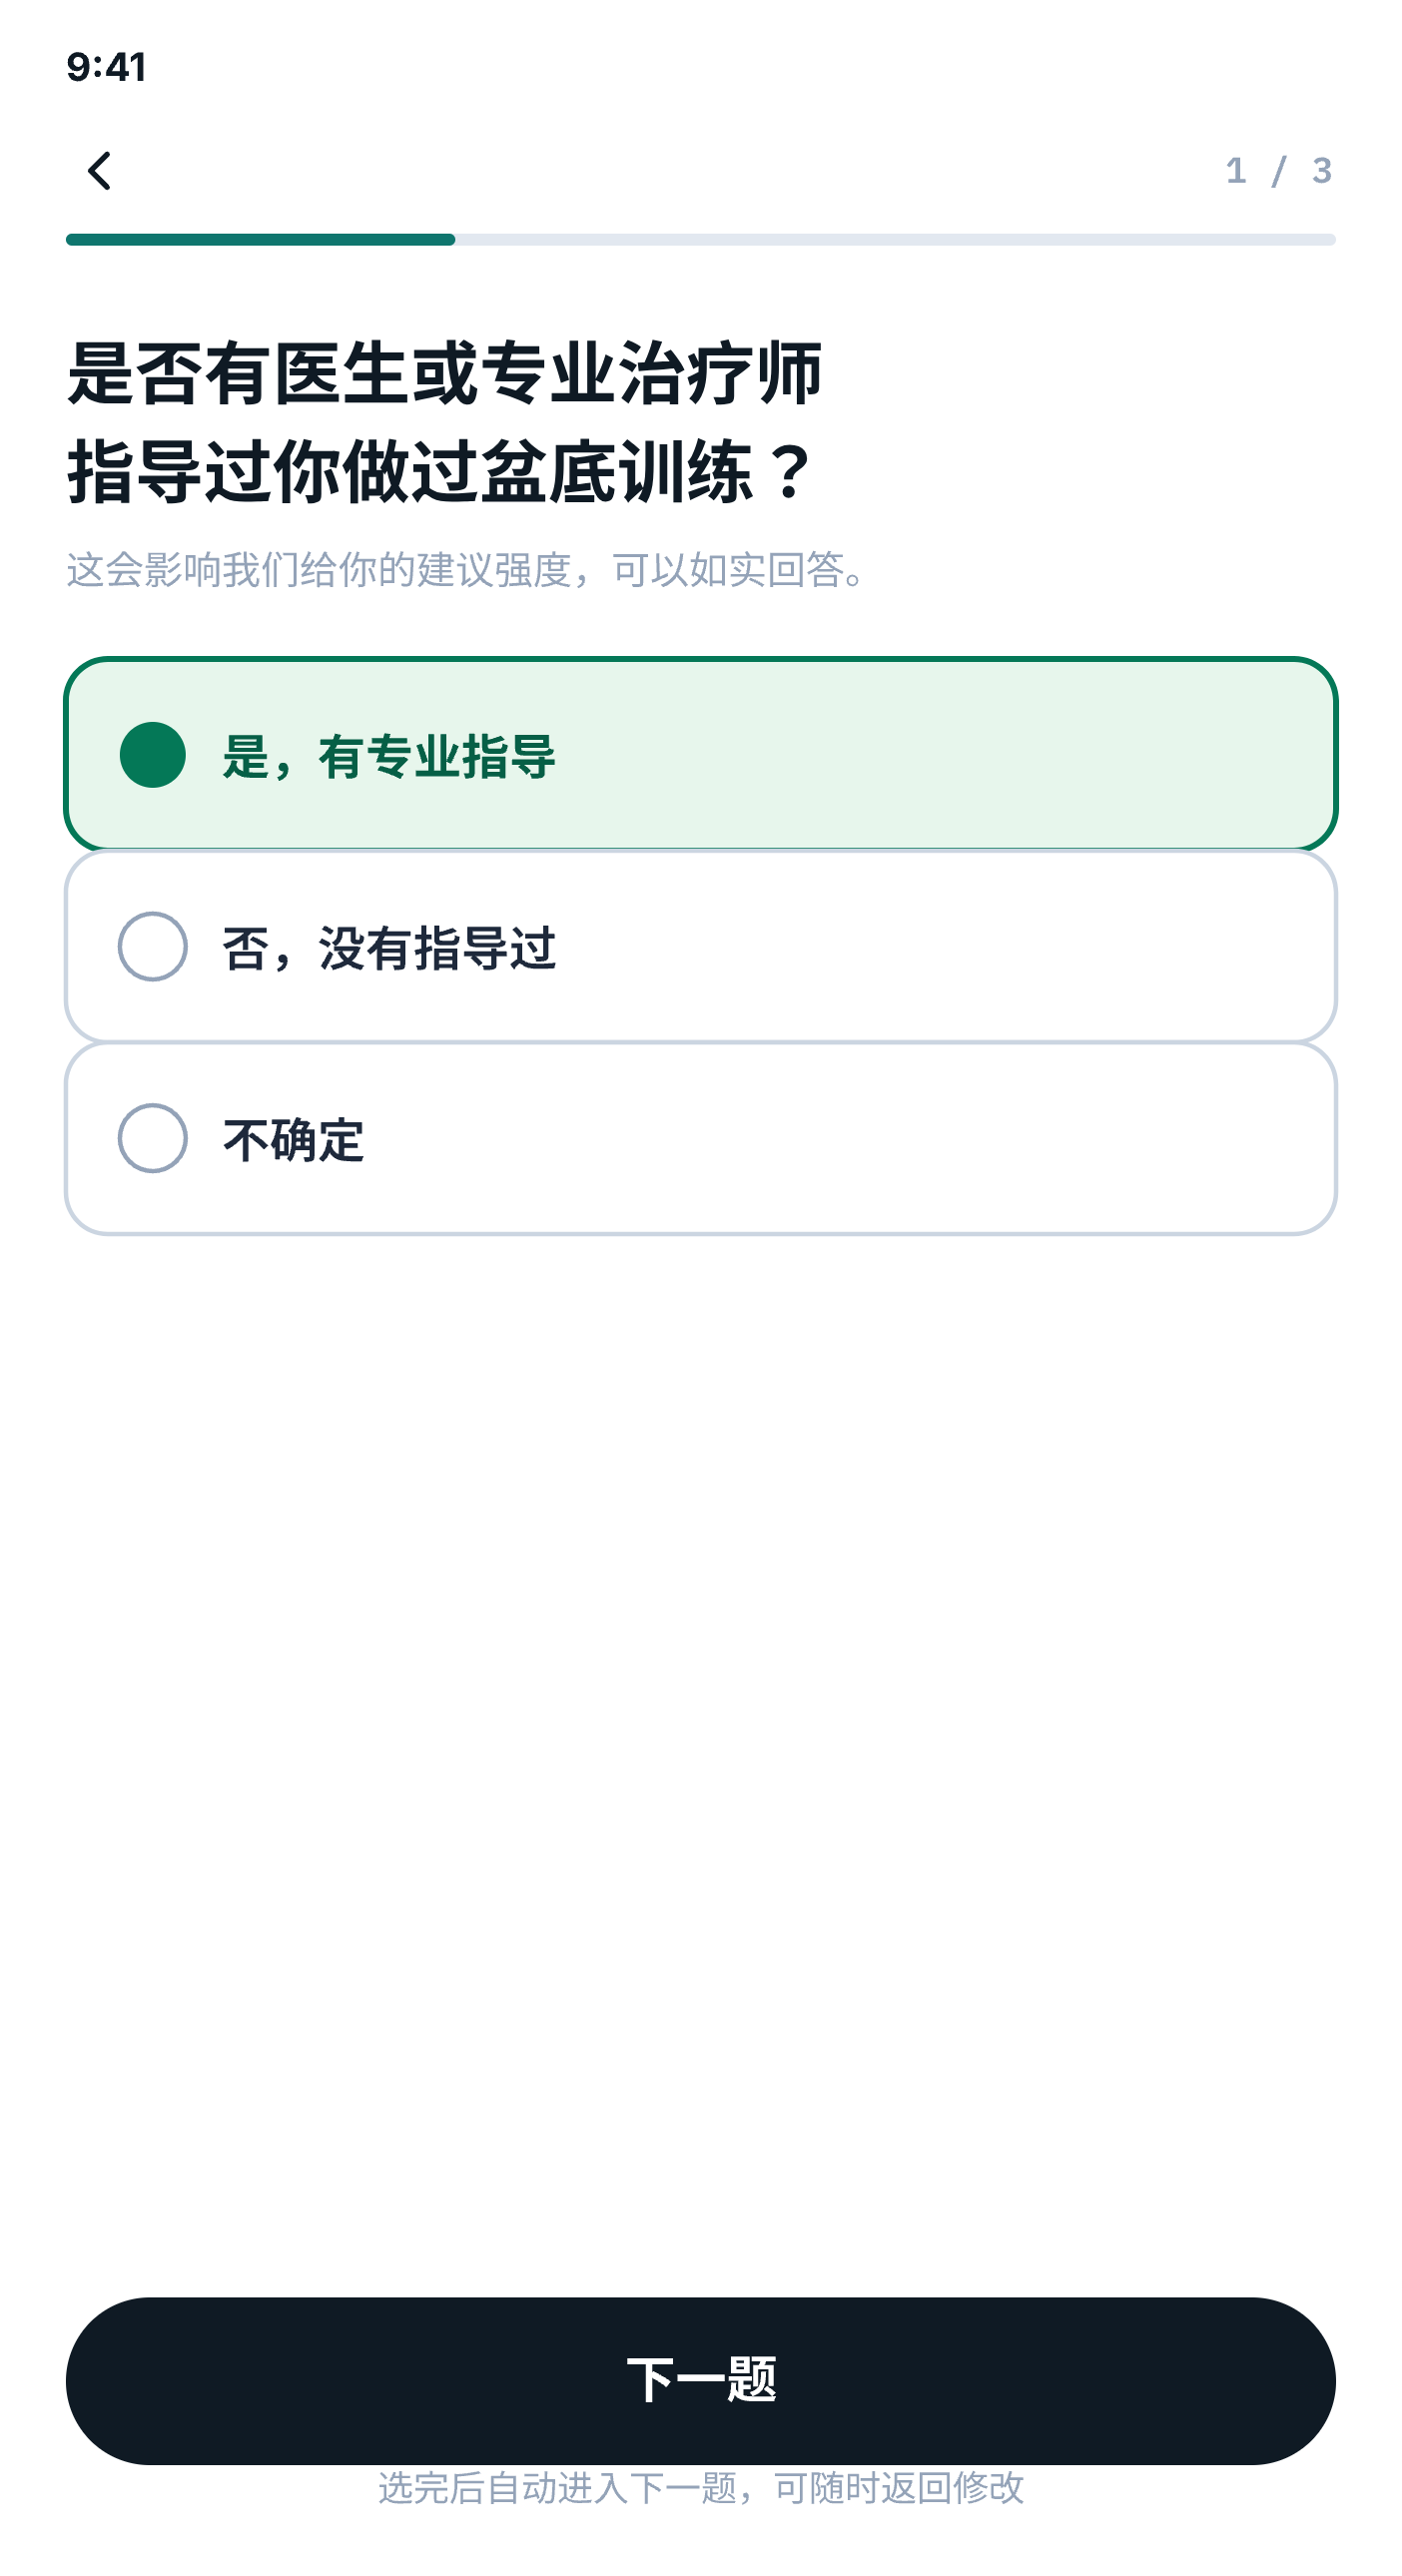 9:41
1 / 3
是否有医生或专业治疗师
指导过你做过盆底训练？
这会影响我们给你的建议强度，可以如实回答。
是，有专业指导
否，没有指导过
不确定
下一题
选完后自动进入下一题，可随时返回修改